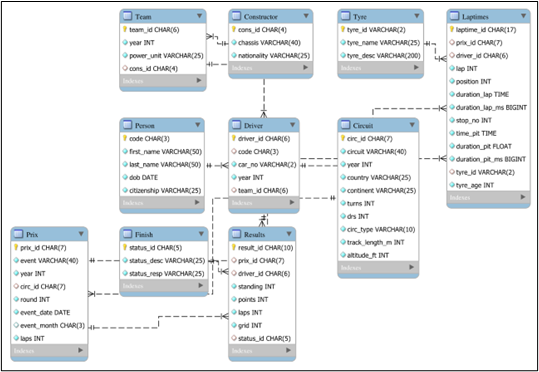 Team
team_id CHAR(6)
year INT
power_unit VARCHAR(25)
cons_id CHAR(4)
Indexes
Constructor
cons_id CHAR(4)
chassis VARCHAR(40)
nationality VARCHAR(25)
Indexes
Tyre
tyre_id VARCHAR(2)
tyre_name VARCHAR(25)
tyre_desc VARCHAR(200)
Indexes
Laptimes
laptime_id CHAR(17)
prix_id CHAR(7)
driver_id CHAR(6)
lap INT
position INT
duration_lap TIME
duration_lap_ms BIGINT
stop_no INT
time_pit TIME
duration_pit FLOAT
duration_pit_ms BIGINT
tyre_id VARCHAR(2)
tyre_age INT
Indexes
Person
code CHAR(3)
first_name VARCHAR(50)
last_name VARCHAR(50)
dob DATE
citizenship VARCHAR(25)
Indexes
Driver
driver_id CHAR(6)
code CHAR(3)
car_no VARCHAR(2)
year INT
team_id CHAR(6)
Indexes
Circuit
circ_id CHAR(7)
circuit VARCHAR(40)
year INT
country VARCHAR(25)
continent VARCHAR(25)
turns INT
drs INT
circ_type VARCHAR(10)
track_length_m INT
altitude_ft INT
Indexes
Prix
prix_id CHAR(7)
event VARCHAR(40)
year INT
circ_id CHAR(7)
round INT
event_date DATE
event_month CHAR(3)
laps INT
Indexes
Finish
status_id CHAR(5)
status_desc VARCHAR(25)
status_resp VARCHAR(25)
Indexes
Results
result_id CHAR(10)
prix_id CHAR(7)
driver_id CHAR(6)
standing INT
points INT
laps INT
grid INT
status_id CHAR(5)
Indexes